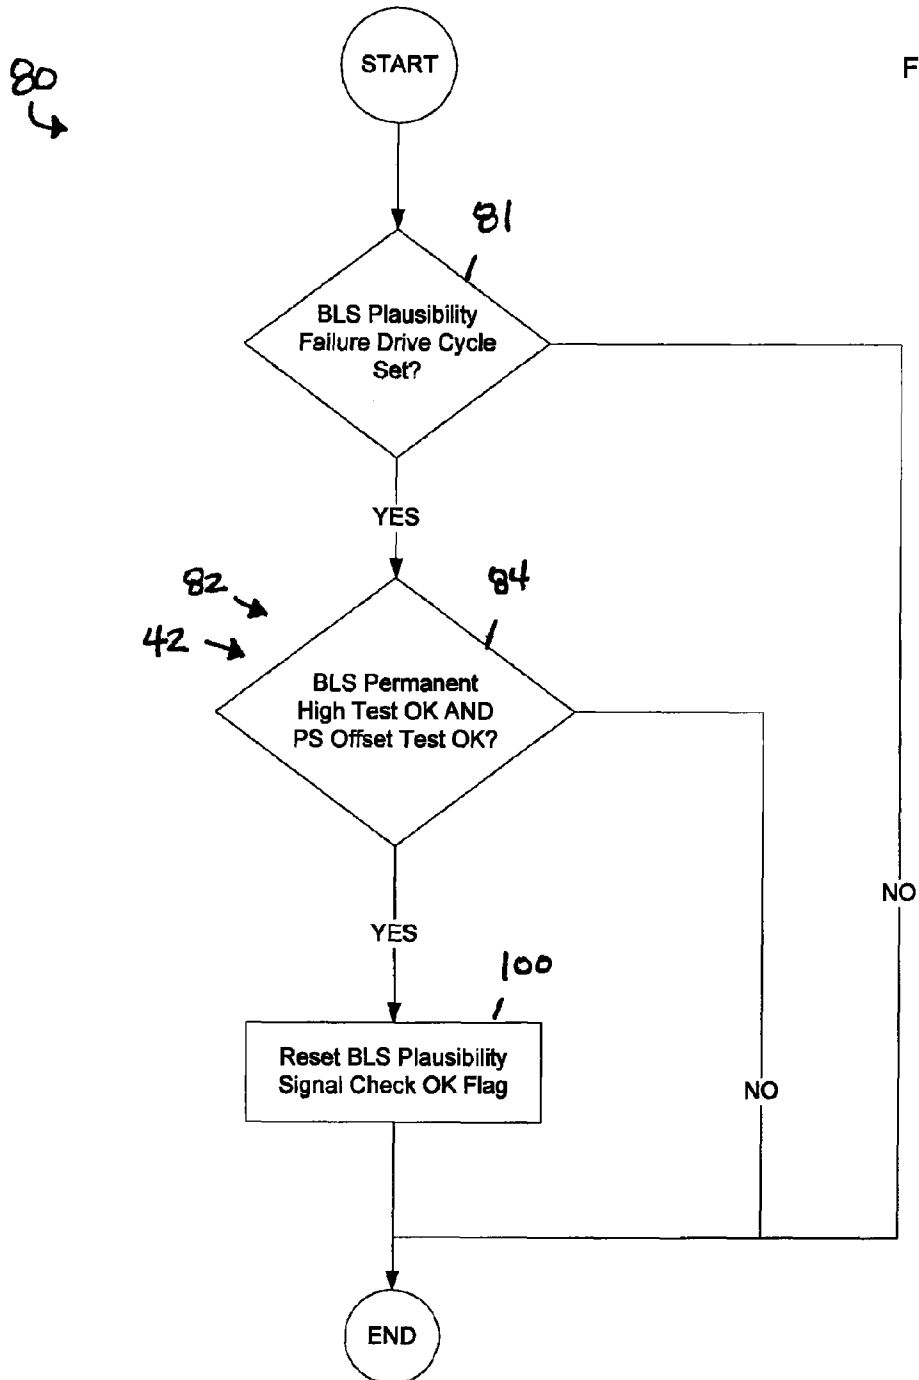 START
F
80
81
BLS Plausibility
Failure Drive Cycle
Set?
YES
82
84
42
BLS Permanent
High Test OK AND
PS Offset Test OK?
NO
YES
100
Reset BLS Plausibility
Signal Check OK Flag
NO
END